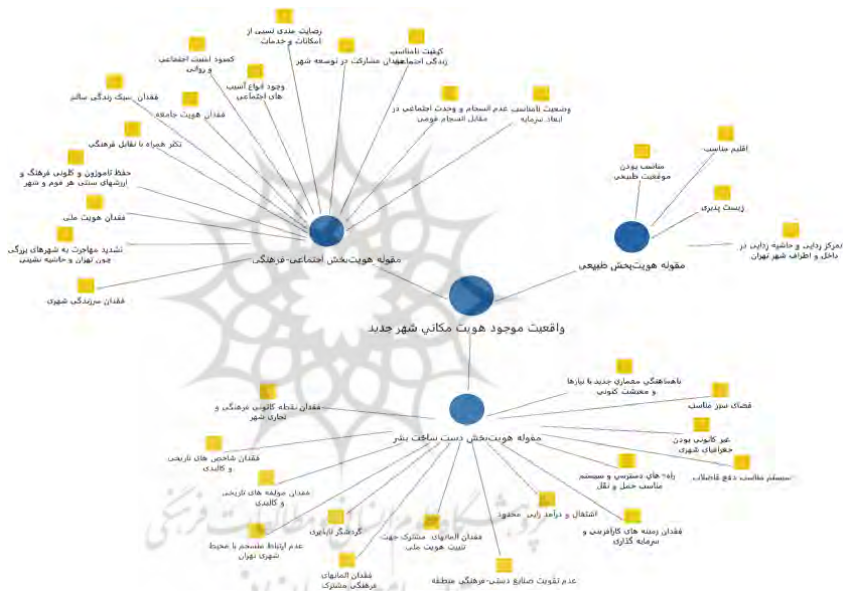 رضایت مندی نسبی از
امکانات و خدمات
کیفیت نامناسب
زندگی اجتماعی
فقدان مشارکت در توسعه شهر
کمبود امنیت اجتماعی
و روانی
وجود انواع آسیب
های اجتماعی
فقدان سبک زندگی سالم
فقدان هویت جامعه
عدم انسجام و وحدت اجتماعی در
مقابل انسجام قومی
وضعیت نامناسب
ابعاد سرمایه
تکثر همراه با تقابل فرهنگی
حفظ ناموزون و کلونی فرهنگ و
ارزشهای سنتی هر قوم و شهر
فقدان هویت ملی
تشدید مهاجرت به شهرهای بزرگی
چون تهران و حاشیه نشینی
فقدان سرزندگی شهری
مقوله هویت‌بخش اجتماعی-فرهنگی
اقلیم مناسب
مناسب بودن
موقعیت طبیعی
زیست پذیری
تمرکز زدایی و حاشیه زدایی در
داخل و اطراف شهر تهران
مقوله هویت‌بخش طبیعی
واقعیت موجود هویت مکاني شهر جدید
ناهماهنگی معماری جدید با نیازها
و معیشت کنونی
فضای سبز مناسب
فقدان نقطه کانونی فرهنگی و
تجاری شهر
مقوله هویت‌بخش دست ساخت بشر
غیر کانونی بودن
جغرافیای شهری
سیستم مناسب دفع فاضلاب
راه‌های دسترسي و سیستم
مناسب حمل و نقل
فقدان شاخص های تاریخی
و کالبدی
فقدان مولفه های تاریخی
و کالبدی
اشتغال و درآمد زایی محدود
فقدان زمینه های کارآفرینی و
سرمایه گذاری
گردشگر ناپذیری
فقدان المانهای مشترک جهت
تثبیت هویت ملی
عدم ارتباط منسجم با محیط
شهری تهران
فقدان المانهای
فرهنگی مشترک
عدم تقویت صنایع دستی-فرهنگی منطقه
پژوهشگاه علوم انسانی و مطالعات فرهنگی